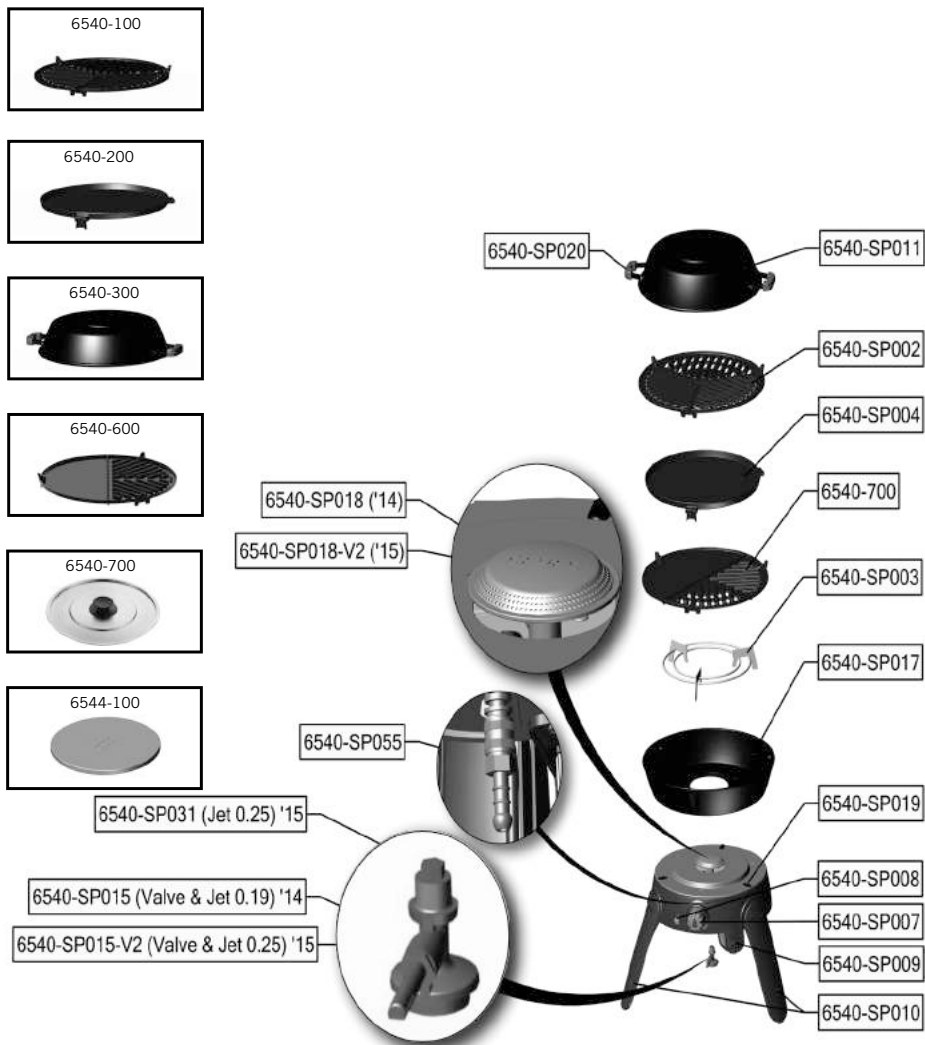 6540-100
6540-200
6540-300
6540-600
6540-700
6544-100
6540-SP020
6540-SP011
6540-SP002
6540-SP004
6540-700
6540-SP003
6540-SP017
6540-SP019
6540-SP008
6540-SP007
6540-SP009
6540-SP010
6540-SP018 ('14)
6540-SP018-V2 ('15)
6540-SP055
6540-SP031 (Jet 0.25) '15
6540-SP015 (Valve & Jet 0.19) '14
6540-SP015-V2 (Valve & Jet 0.25) '15